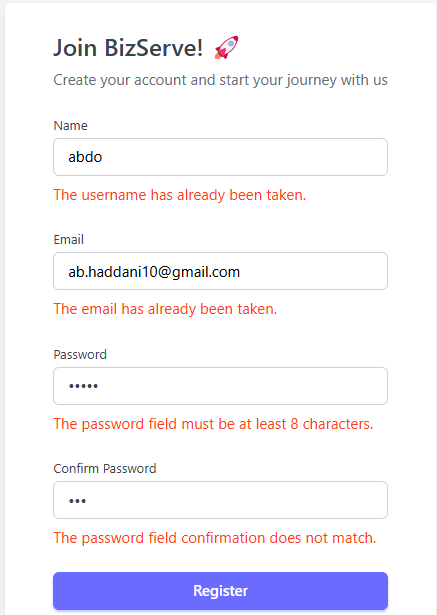 Join BizServe! 🚀
Create your account and start your journey with us
Name
abdo
The username has already been taken.
Email
ab.haddani10@gmail.com
The email has already been taken.
Password
•••••
The password field must be at least 8 characters.
Confirm Password
•••
The password field confirmation does not match.
Register